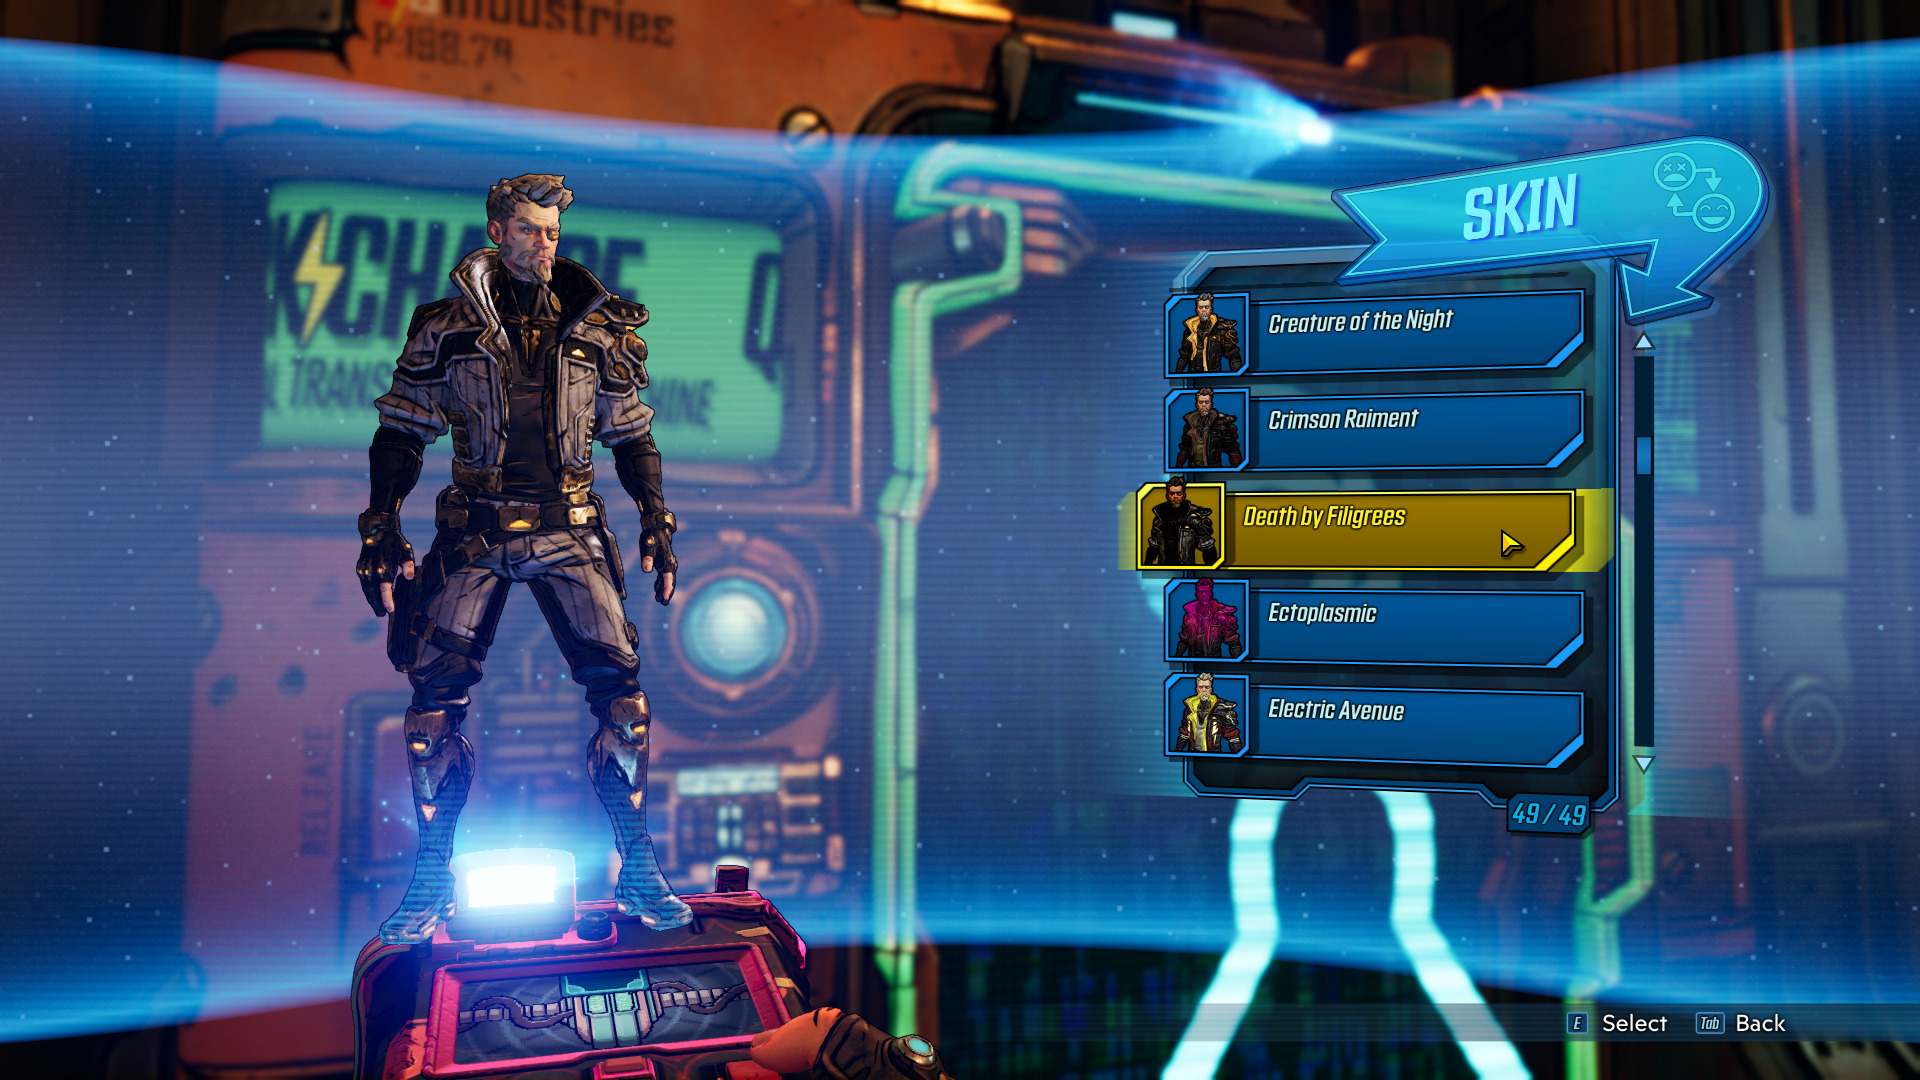 Industries
P-198.79
SKIN
Creature of the Night
Crimson Raiment
Death by Filigrees
Ectoplasmic
Electric Avenue
49 / 49
RELEASE
E Select Tab Back